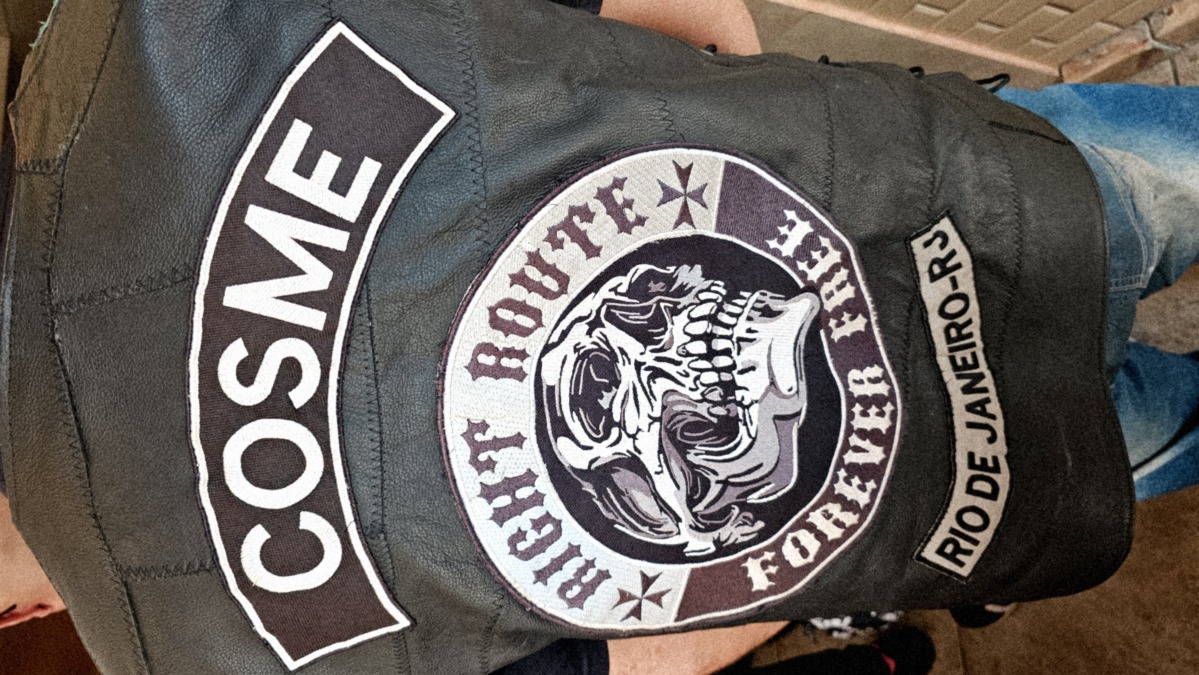 COSME
RIGHT ROUTE
FOREVER FREE
RIO DE JANEIRO-RJ